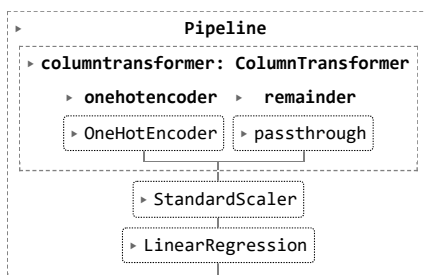 Pipeline
columntransformer: ColumnTransformer
onehotencoder remainder
OneHotEncoder passthrough
StandardScaler
LinearRegression